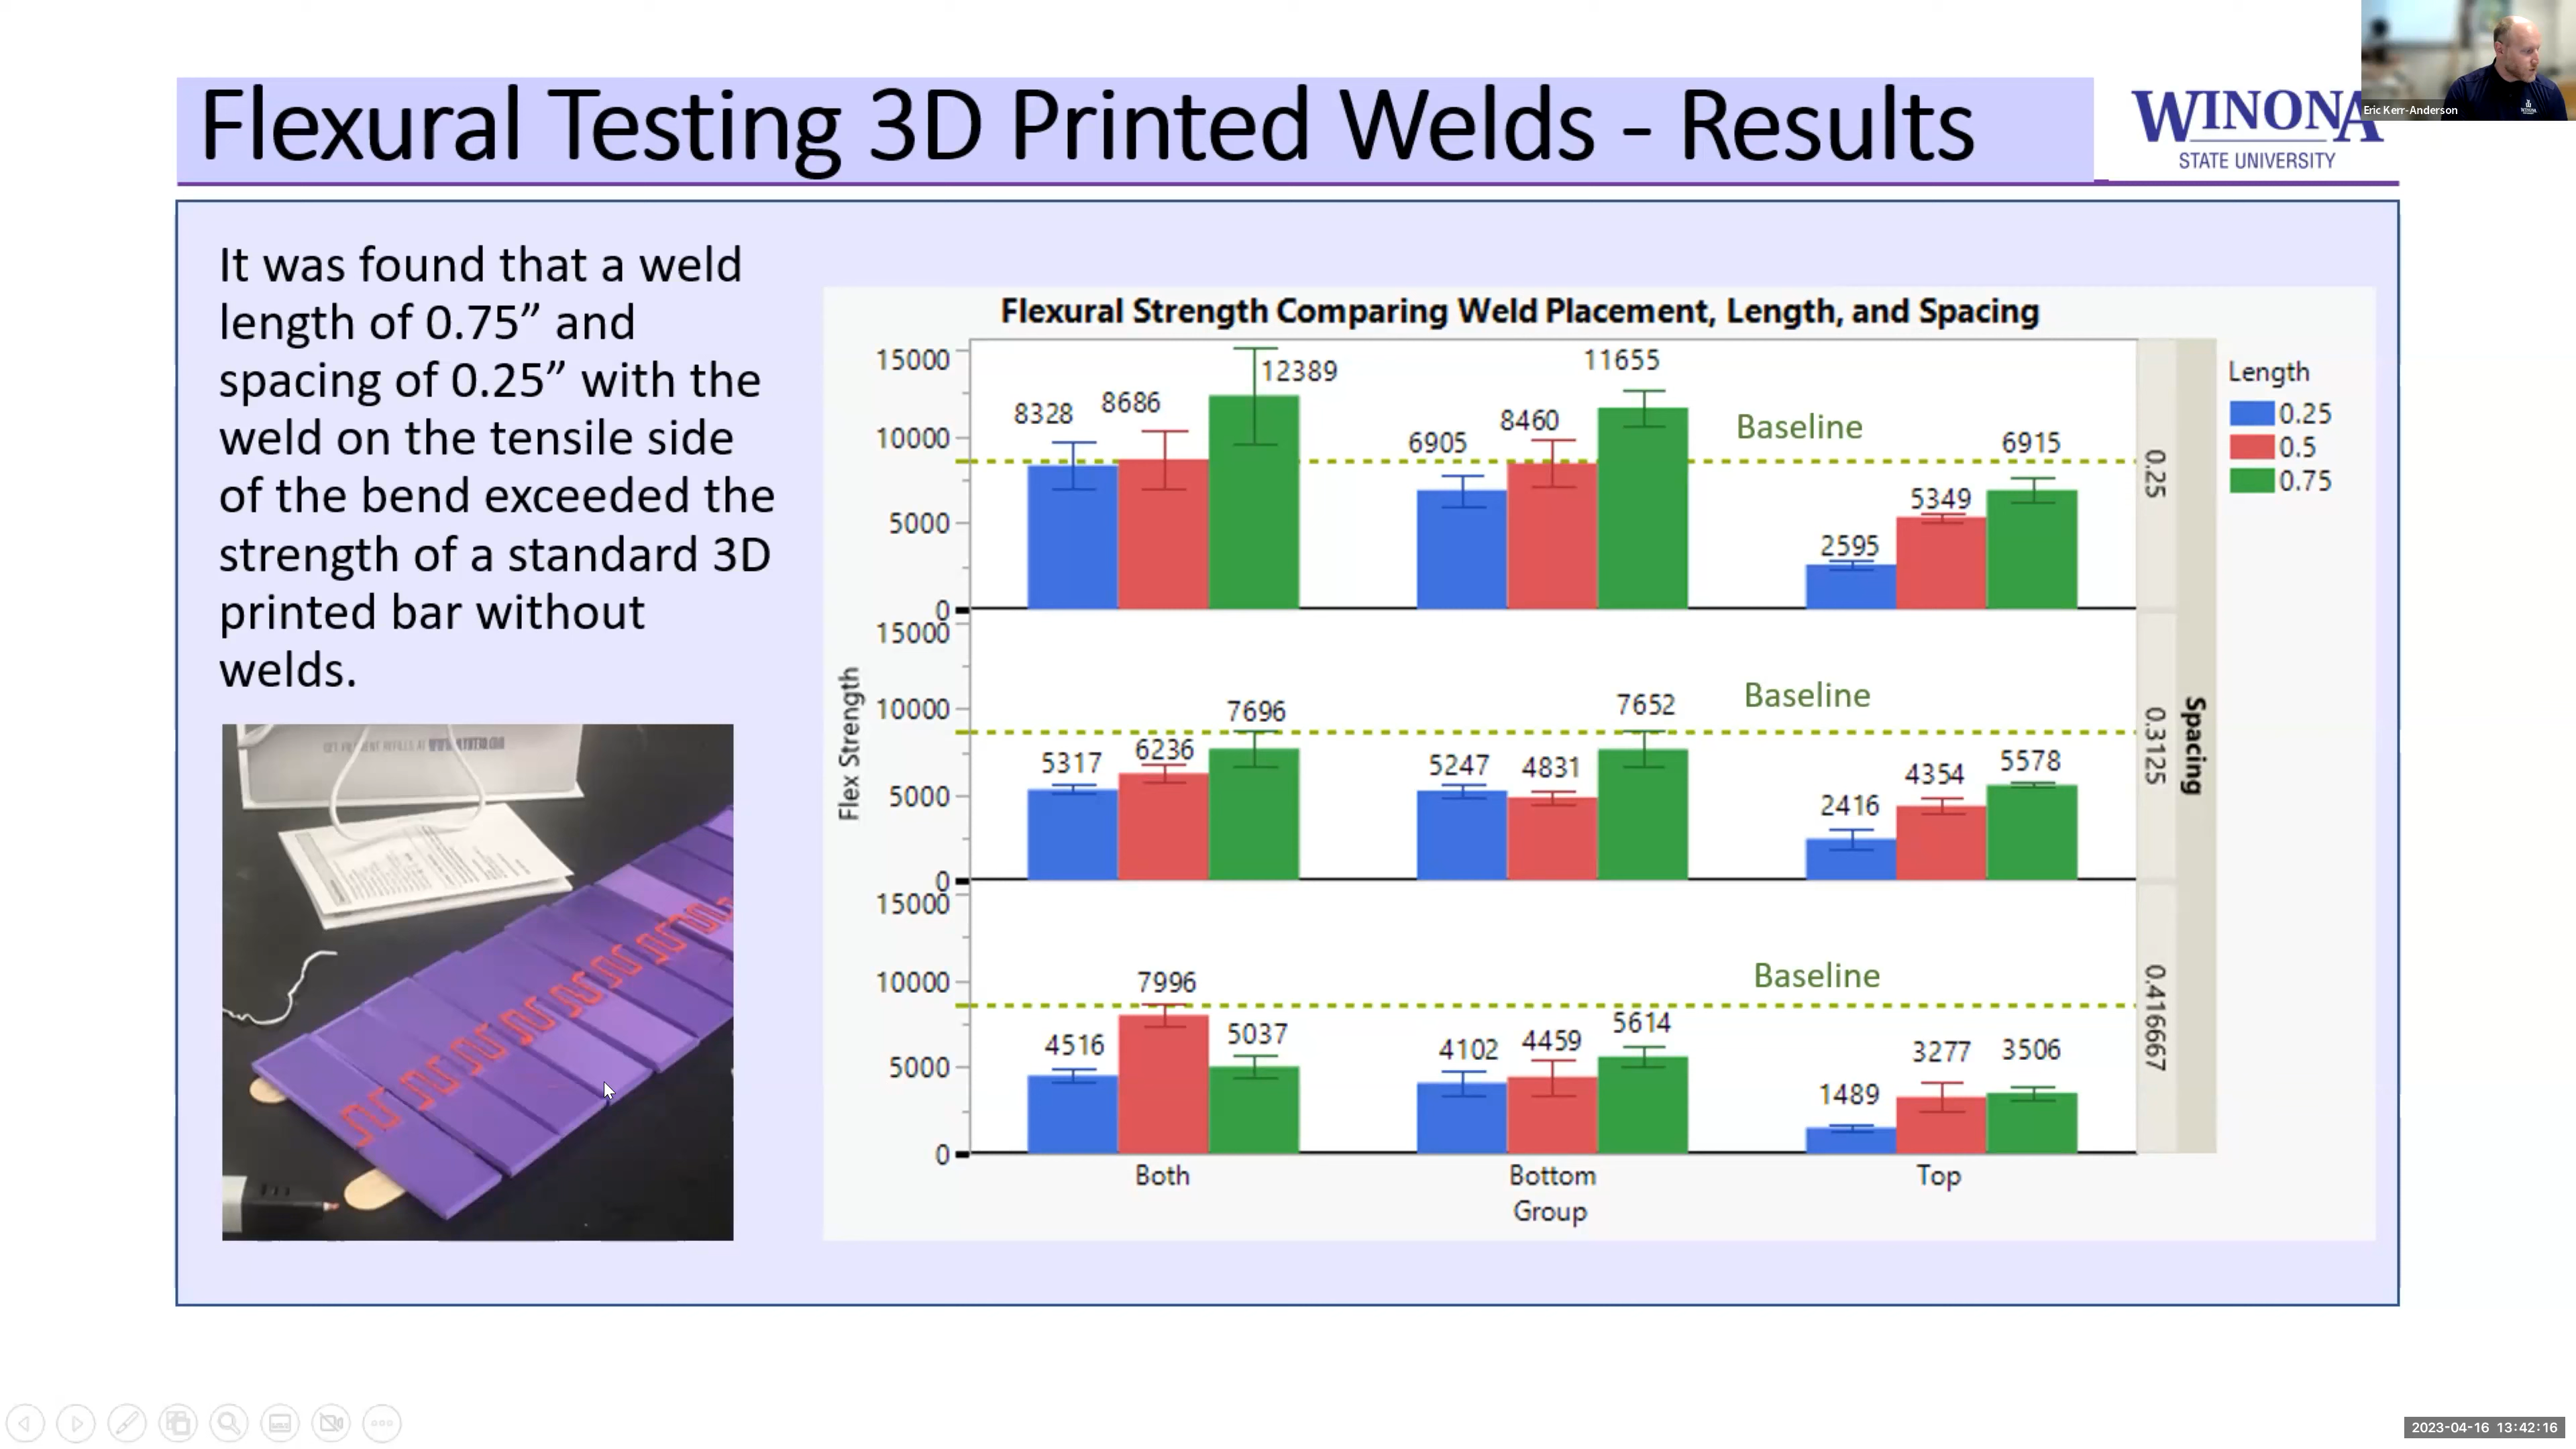 Flexural Testing 3D Printed Welds - Results
WINONA
STATE UNIVERSITY
Eric Kerr-Anderson
It was found that a weld
length of 0.75” and
spacing of 0.25” with the
weld on the tensile side
of the bend exceeded the
strength of a standard 3D
printed bar without
welds.
Flexural Strength Comparing Weld Placement, Length, and Spacing
Flex Strength
15000
10000
5000
0
8328
8686
12389
6905
8460
11655
Baseline
2595
5349
6915
0.25
15000
10000
5000
0
5317
6236
7696
5247
4831
7652
Baseline
2416
4354
5578
0.3125
15000
10000
5000
0
4516
7996
5037
4102
4459
5614
Baseline
1489
3277
3506
0.416667
Spacing
Both
Bottom
Top
Group
Length
0.25
0.5
0.75
2023-04-16 13:42:16